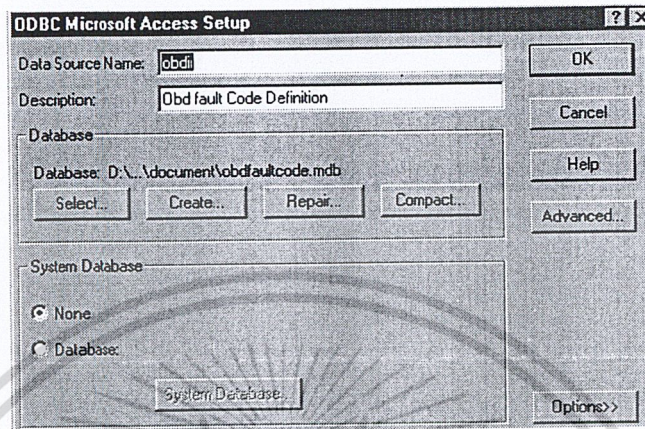 ODBC Microsoft Access Setup
Data Source Name: obdii
OK
Description: Obd fault Code Definition
Cancel
Database
Database: D:\...\document\obdfaultcode.mdb
Help
Select... Create... Repair... Compact...
Advanced...
System Database
None
Database:
System Database...
Options>>